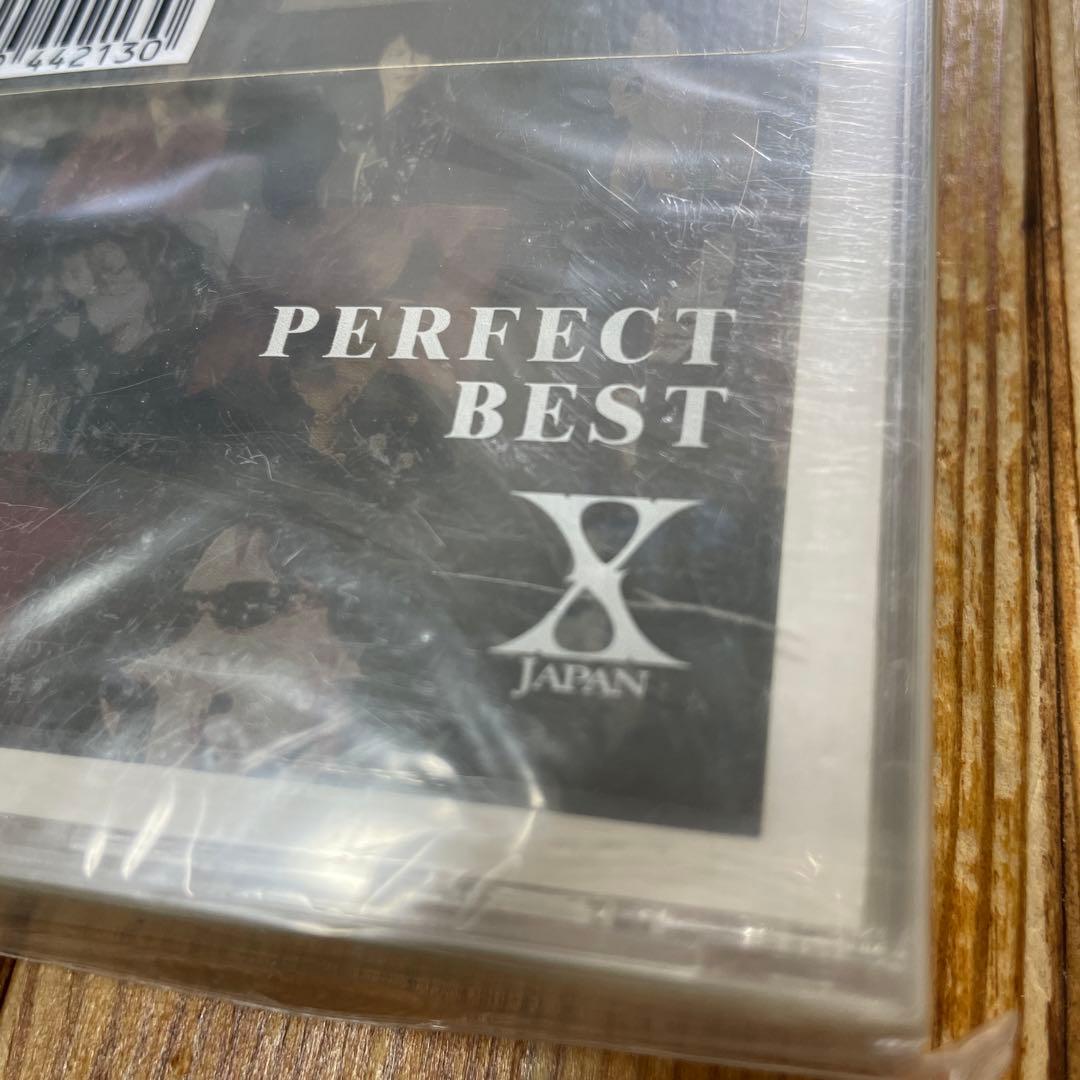 442130
PERFECT
BEST
X
JAPAN